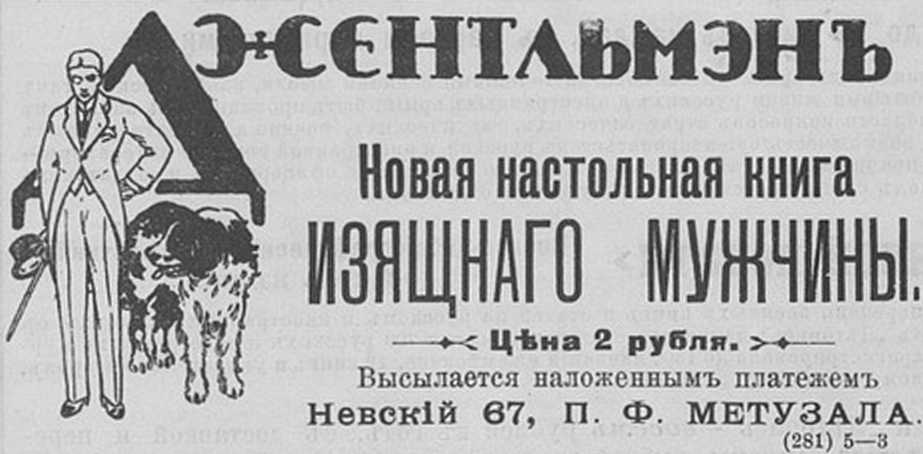 ДЖЕНТЛЬМЭНЪ
Новая настольная книга
ИЗЯЩНАГО МУЖЧИНЫ.
Цѣна 2 рубля.
Высылается наложеннымъ платежемъ
Невскій 67, П. Ф. МЕТУЗАЛА.
(281) 5—3